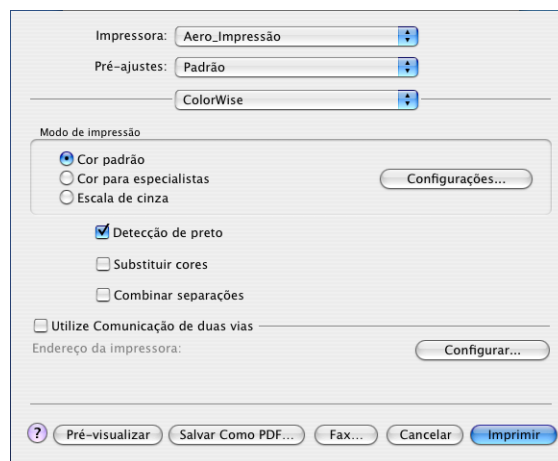 Impressora: Aero_Impressão
Pré-ajustes: Padrão
ColorWise
Modo de impressão
Cor padrão
Cor para especialistas
Configurações...
Escala de cinza
Detecção de preto
Substituir cores
Combinar separações
Utilize Comunicação de duas vias
Endereço da impressora:
Configurar...
? Pré-visualizar Salvar Como PDF... Fax... Cancelar Imprimir